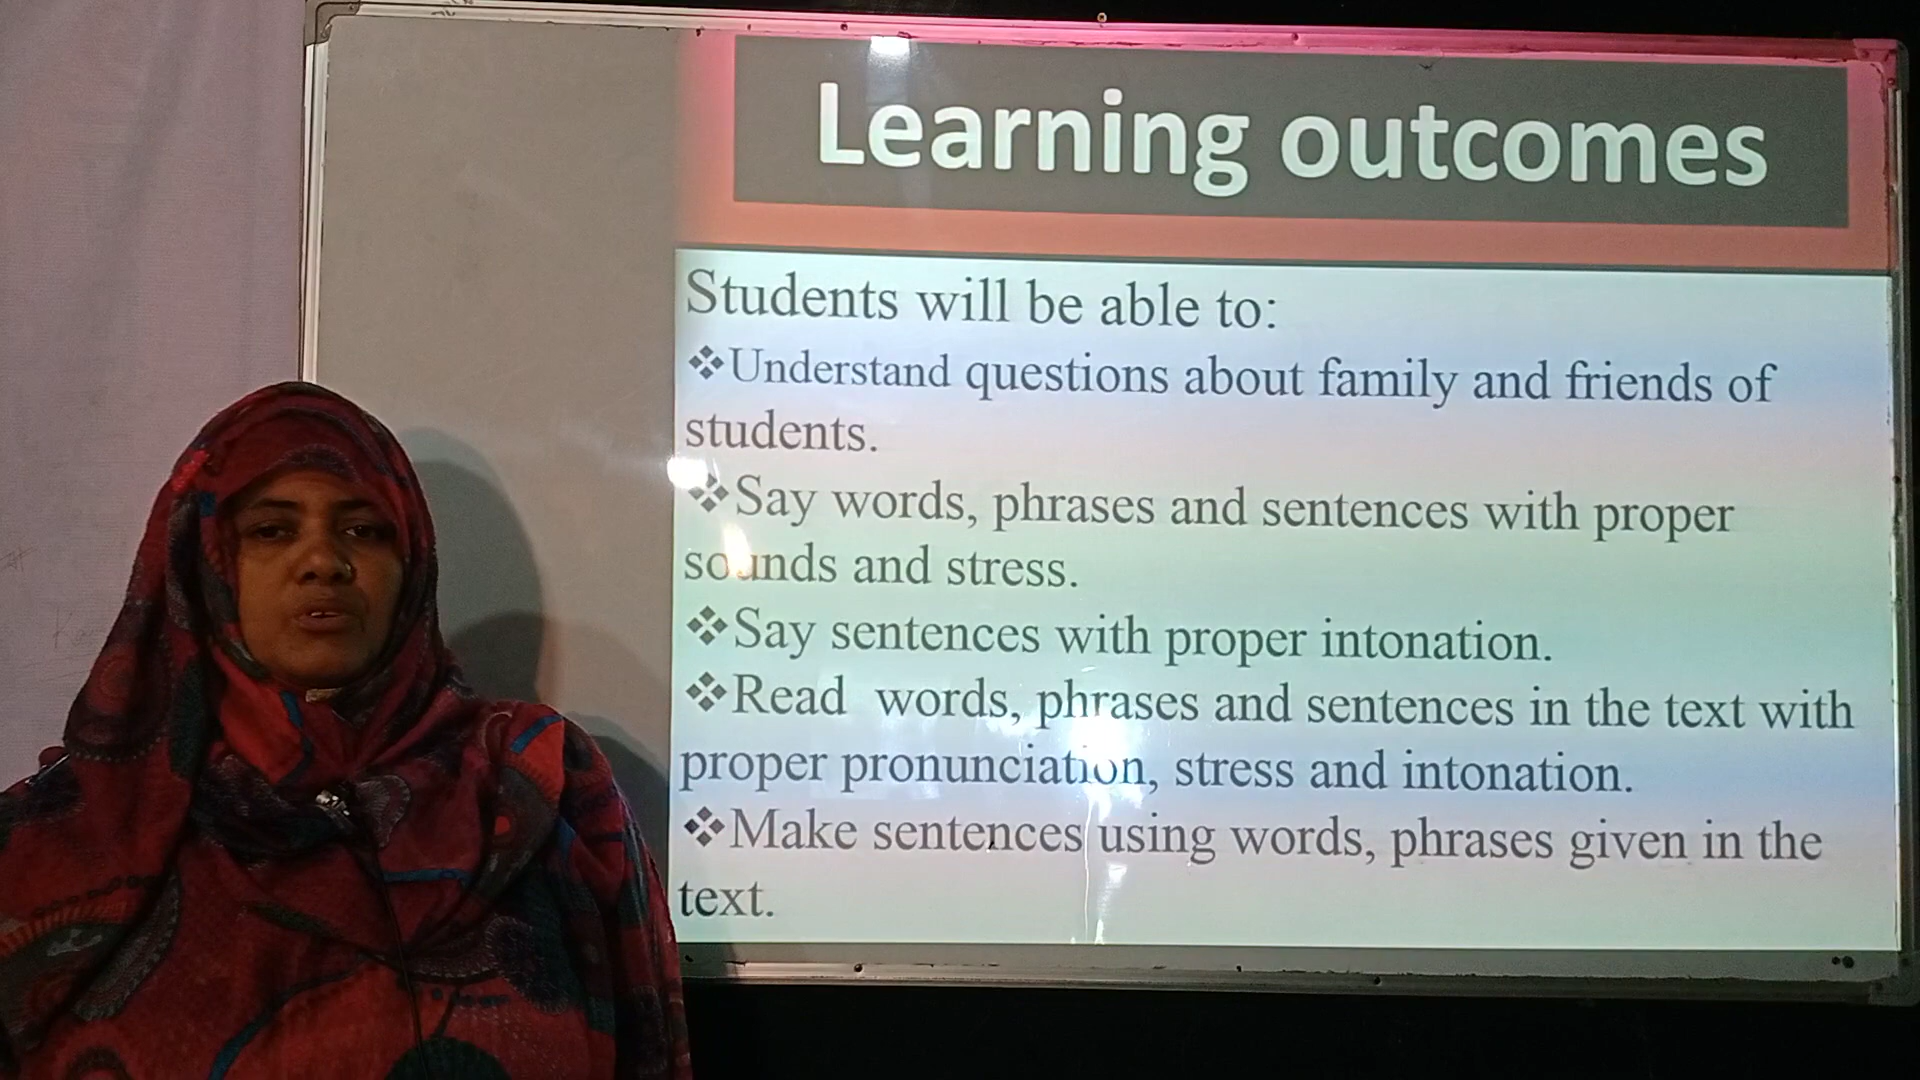 Learning outcomes
Students will be able to:
❖Understand questions about family and friends of
students.
❖Say words, phrases and sentences with proper
sounds and stress.
❖Say sentences with proper intonation.
❖Read words, phrases and sentences in the text with
proper pronunciation, stress and intonation.
❖Make sentences using words, phrases given in the
text.